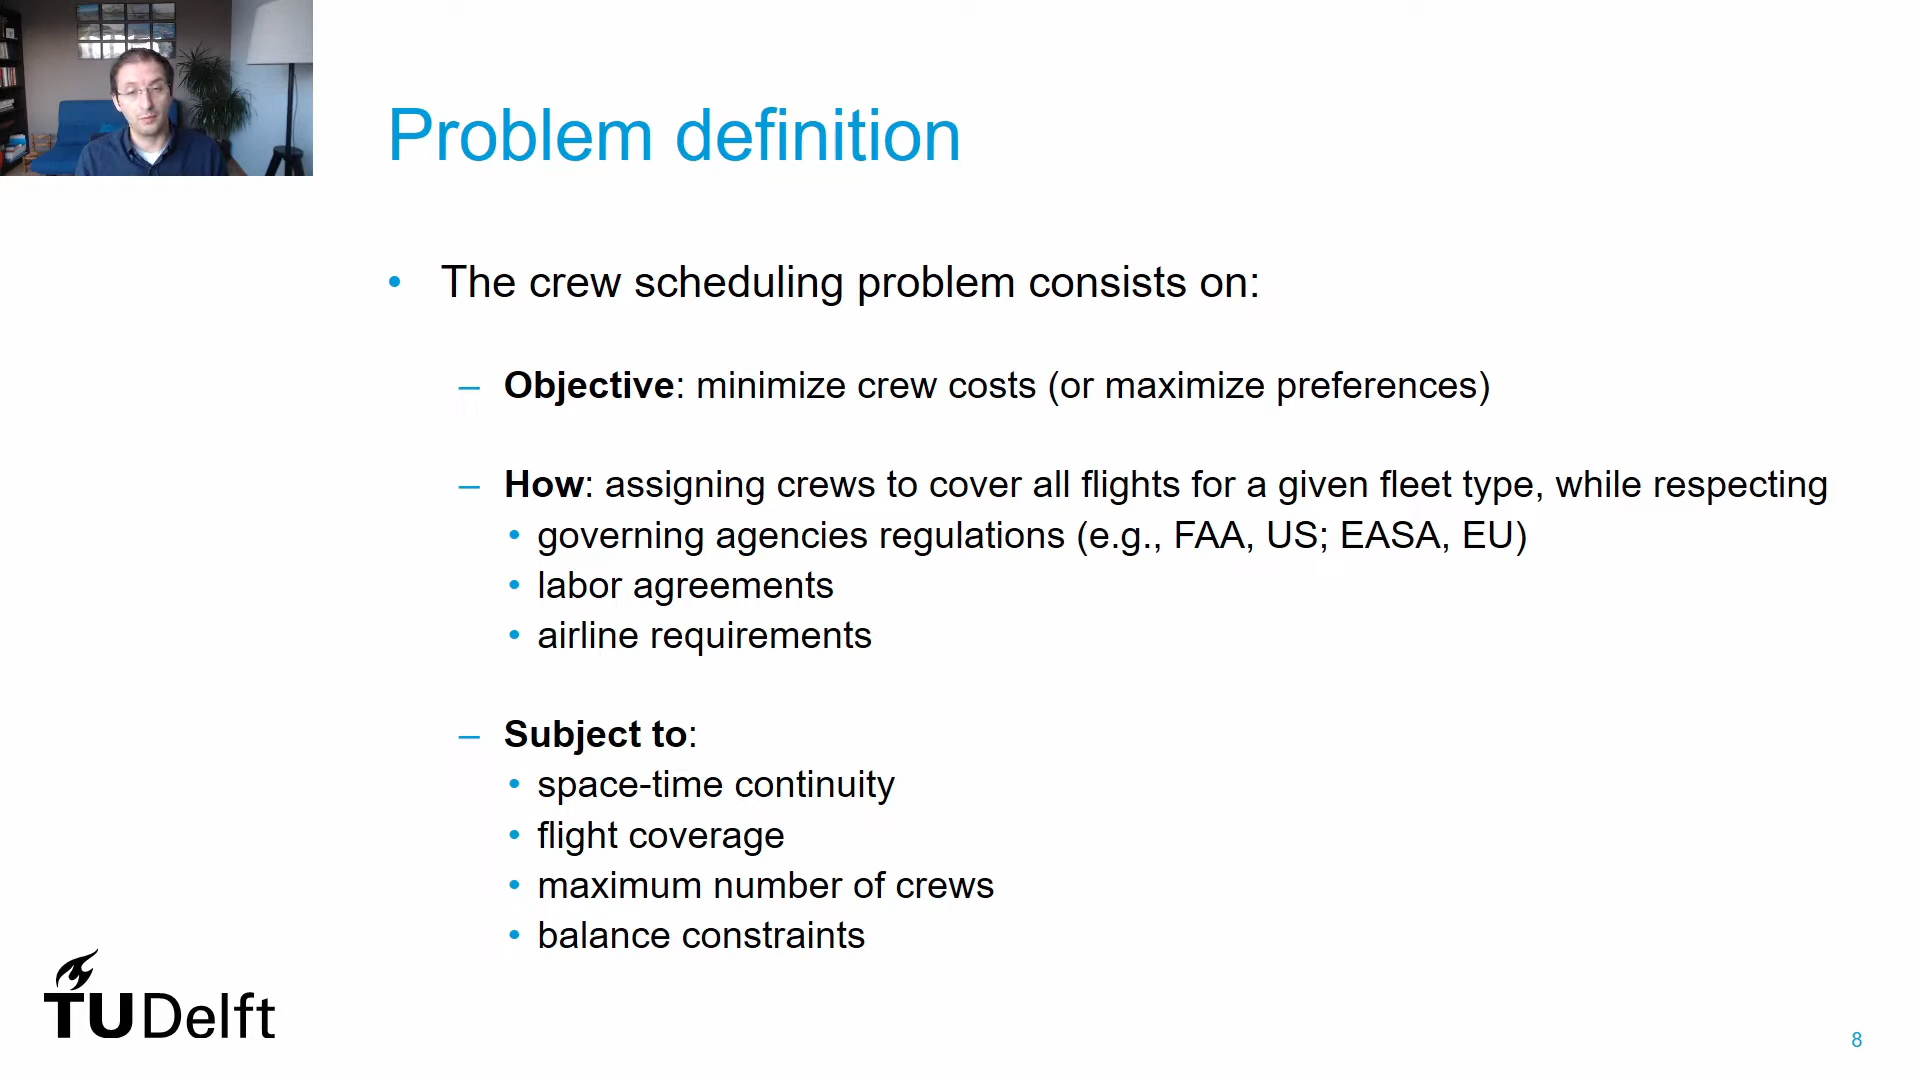 Problem definition
• The crew scheduling problem consists on:
– Objective: minimize crew costs (or maximize preferences)
– How: assigning crews to cover all flights for a given fleet type, while respecting
• governing agencies regulations (e.g., FAA, US; EASA, EU)
• labor agreements
• airline requirements
– Subject to:
• space-time continuity
• flight coverage
• maximum number of crews
• balance constraints
TUDelft
8